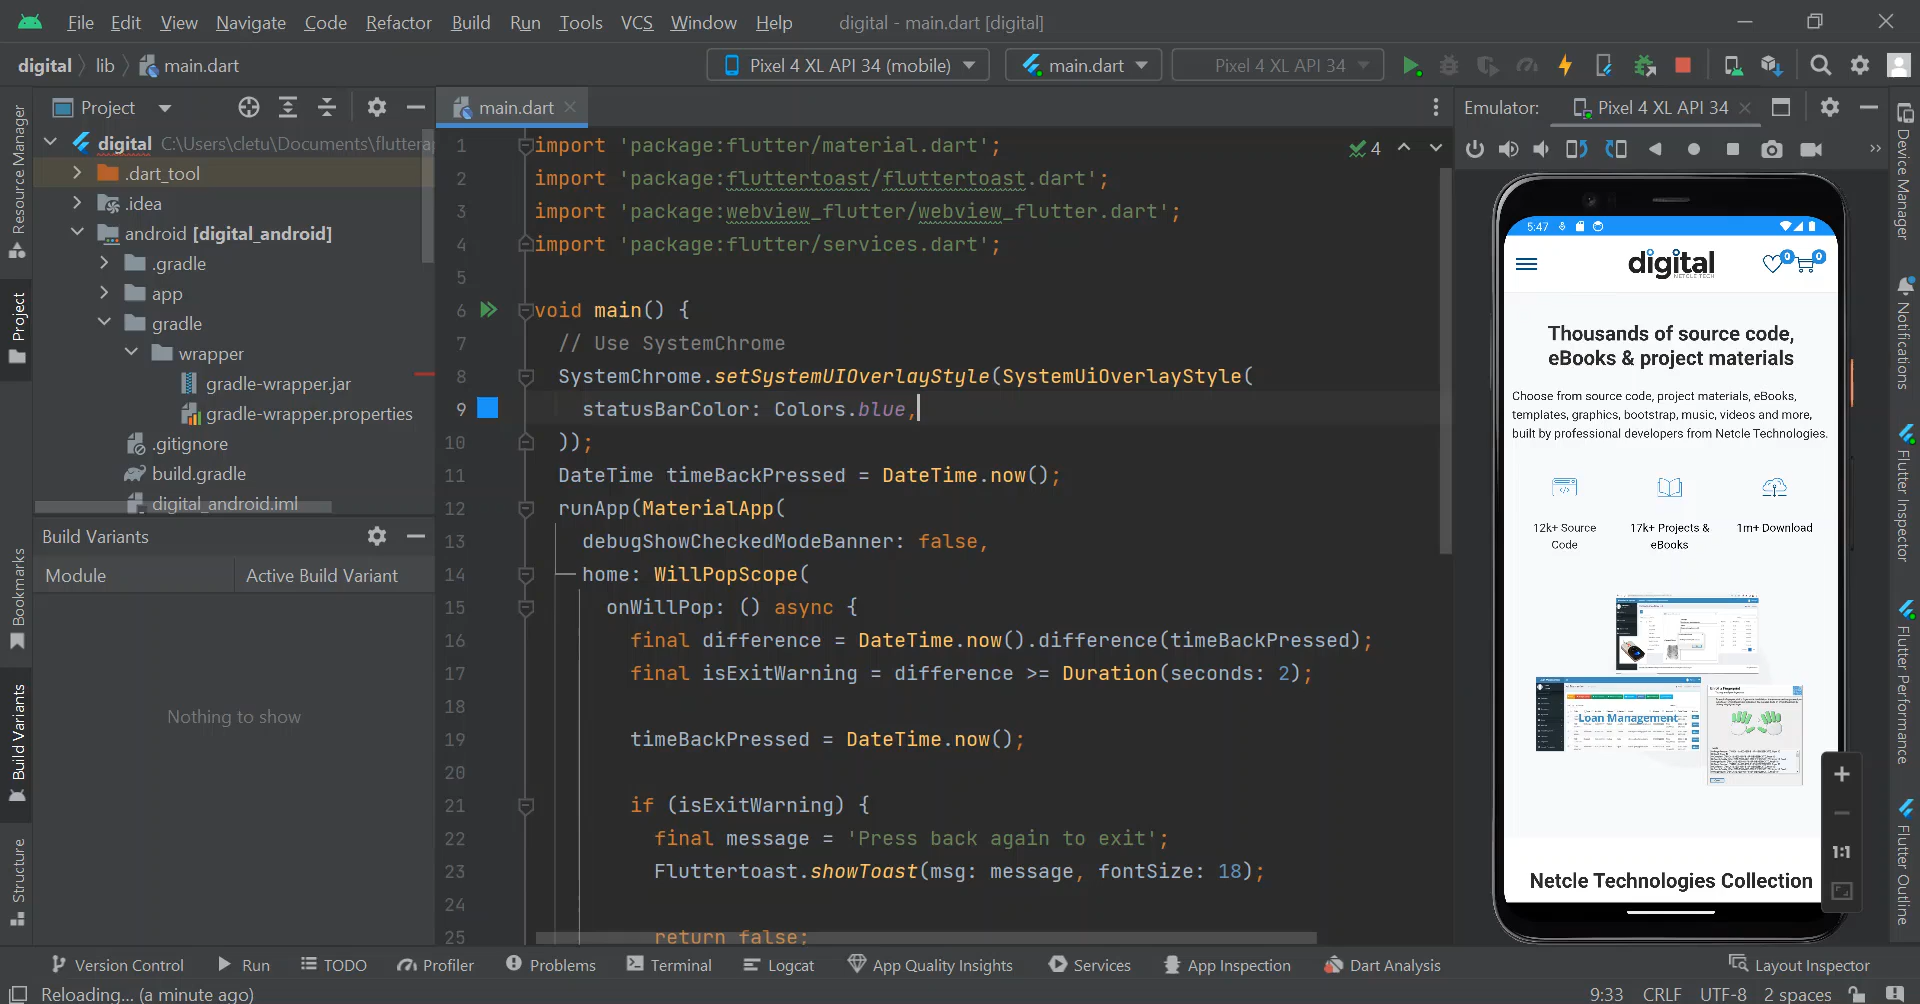 File Edit View Navigate Code Refactor Build Run Tools VCS Window Help digital - main.dart [digital]
digital lib main.dart Pixel 4 XL API 34 (mobile) main.dart Pixel 4 XL API 34
Project main.dart Emulator: Pixel 4 XL API 34
Resource Manager
Project
Bookmarks
Build Variants
Structure
digital C:\Users\cletu\Documents\fluttera
.dart_tool
.idea
android [digital_android]
.gradle
app
gradle
wrapper
gradle-wrapper.jar
gradle-wrapper.properties
.gitignore
build.gradle
digital_android.iml
Build Variants
Module Active Build Variant
Nothing to show
4
1 import 'package:flutter/material.dart';
2 import 'package:fluttertoast/fluttertoast.dart';
3 import 'package:webview_flutter/webview_flutter.dart';
4 import 'package:flutter/services.dart';
5
6 void main() {
7 // Use SystemChrome
8 SystemChrome.setSystemUIOverlayStyle(SystemUiOverlayStyle(
9 statusBarColor: Colors.blue,
10 ));
11 DateTime timeBackPressed = DateTime.now();
12 runApp(MaterialApp(
13 debugShowCheckedModeBanner: false,
14 home: WillPopScope(
15 onWillPop: () async {
16 final difference = DateTime.now().difference(timeBackPressed);
17 final isExitWarning = difference >= Duration(seconds: 2);
18
19 timeBackPressed = DateTime.now();
20
21 if (isExitWarning) {
22 final message = 'Press back again to exit';
23 Fluttertoast.showToast(msg: message, fontSize: 18);
24
25 return false;
5:47
digital 0 0
NETCLE TECH
Thousands of source code,
eBooks & project materials
Choose from source code, project materials, eBooks,
templates, graphics, bootstrap, music, videos and more,
built by professional developers from Netcle Technologies.
12k+ Source
Code
17k+ Projects &
eBooks
1m+ Download
Loan Management
Netcle Technologies Collection
1:1
Device Manager
Notifications
Flutter Inspector
Flutter Performance
Flutter Outline
Version Control Run TODO Profiler Problems Terminal Logcat App Quality Insights Services App Inspection Dart Analysis Layout Inspector
Reloading... (a minute ago) 9:33 CRLF UTF-8 2 spaces